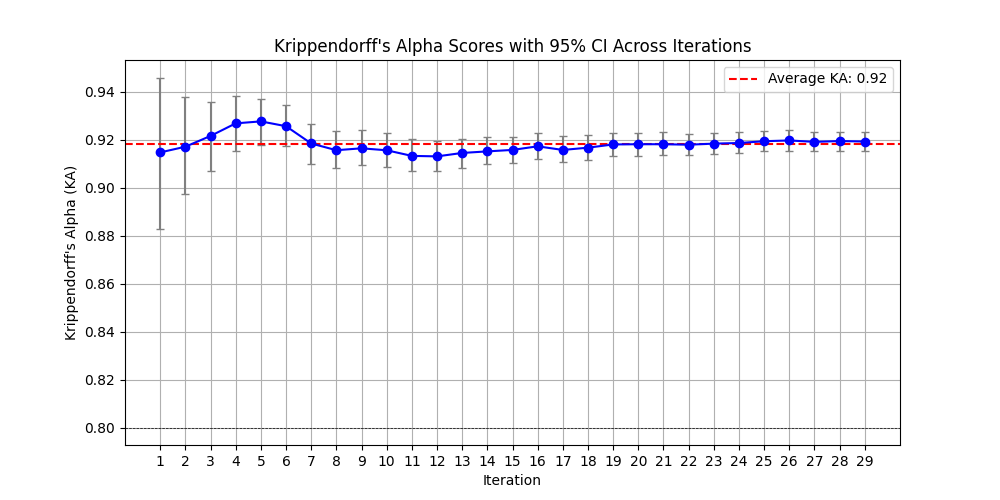 Krippendorff's Alpha Scores with 95% CI Across Iterations
Average KA: 0.92
Krippendorff's Alpha (KA)
0.94
0.92
0.90
0.88
0.86
0.84
0.82
0.80
1 2 3 4 5 6 7 8 9 10 11 12 13 14 15 16 17 18 19 20 21 22 23 24 25 26 27 28 29
Iteration